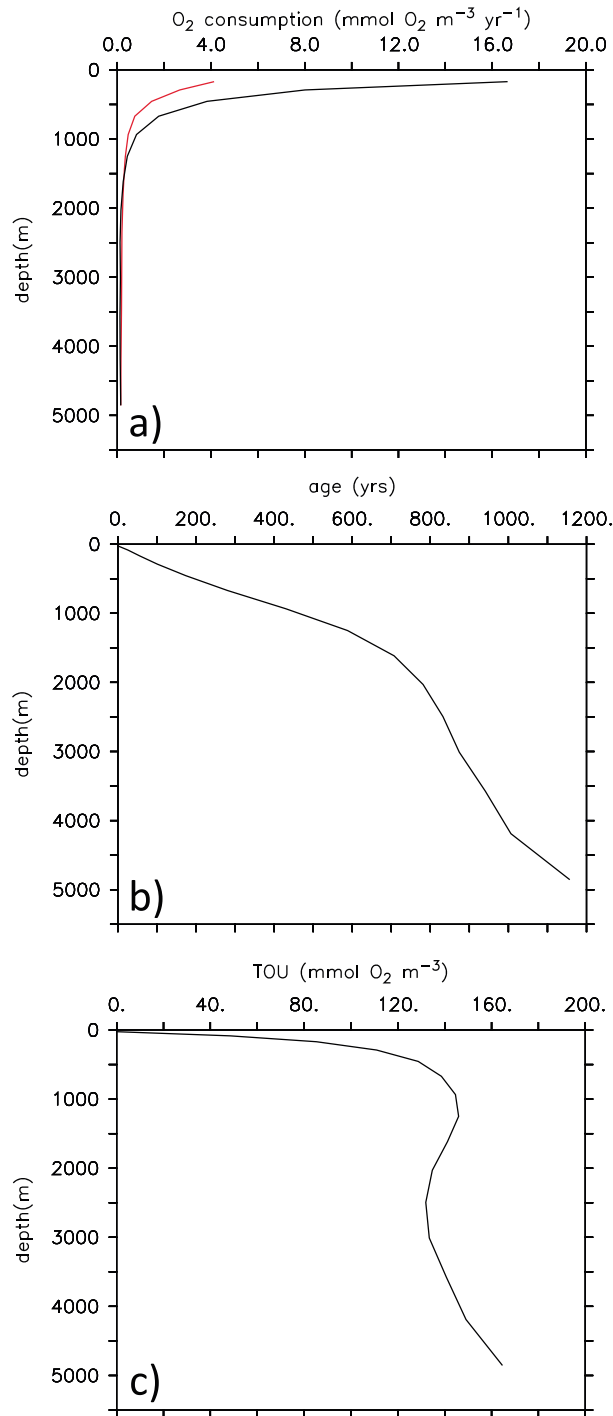 O₂ consumption (mmol O₂ m⁻³ yr⁻¹)
0.0 4.0 8.0 12.0 16.0 20.0
0
1000
2000
3000
4000
5000
depth(m)
a)
age (yrs)
0. 200. 400. 600. 800. 1000. 1200.
0
1000
2000
3000
4000
5000
depth(m)
b)
TOU (mmol O₂ m⁻³)
0. 40. 80. 120. 160. 200.
0
1000
2000
3000
4000
5000
depth(m)
c)